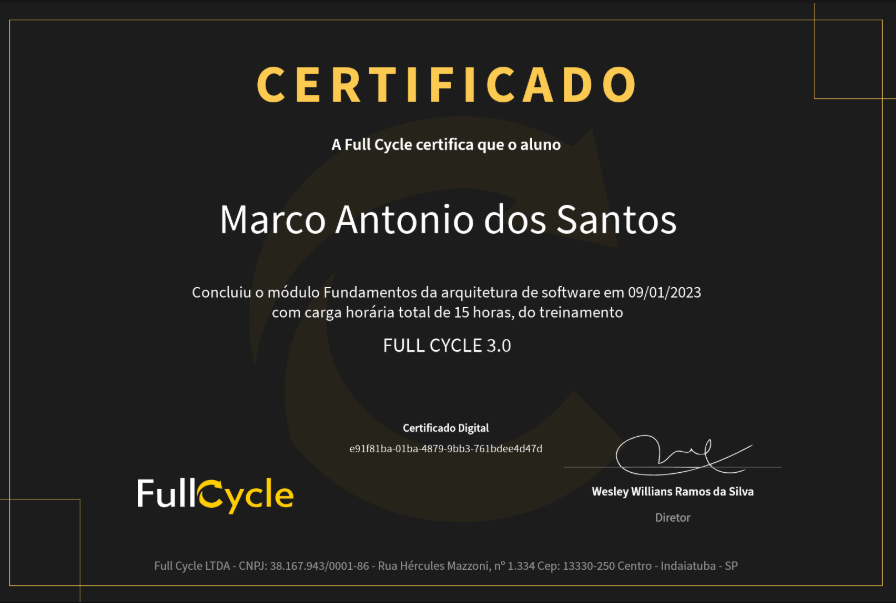 CERTIFICADO
A Full Cycle certifica que o aluno
Marco Antonio dos Santos
Concluiu o módulo Fundamentos da arquitetura de software em 09/01/2023
com carga horária total de 15 horas, do treinamento
FULL CYCLE 3.0
Certificado Digital
e91f81ba-01ba-4879-9bb3-761bdee4d47d
FullCycle
Wesley Willians Ramos da Silva
Diretor
Full Cycle LTDA - CNPJ: 38.167.943/0001-86 - Rua Hércules Mazzoni, nº 1.334 Cep: 13330-250 Centro - Indaiatuba - SP